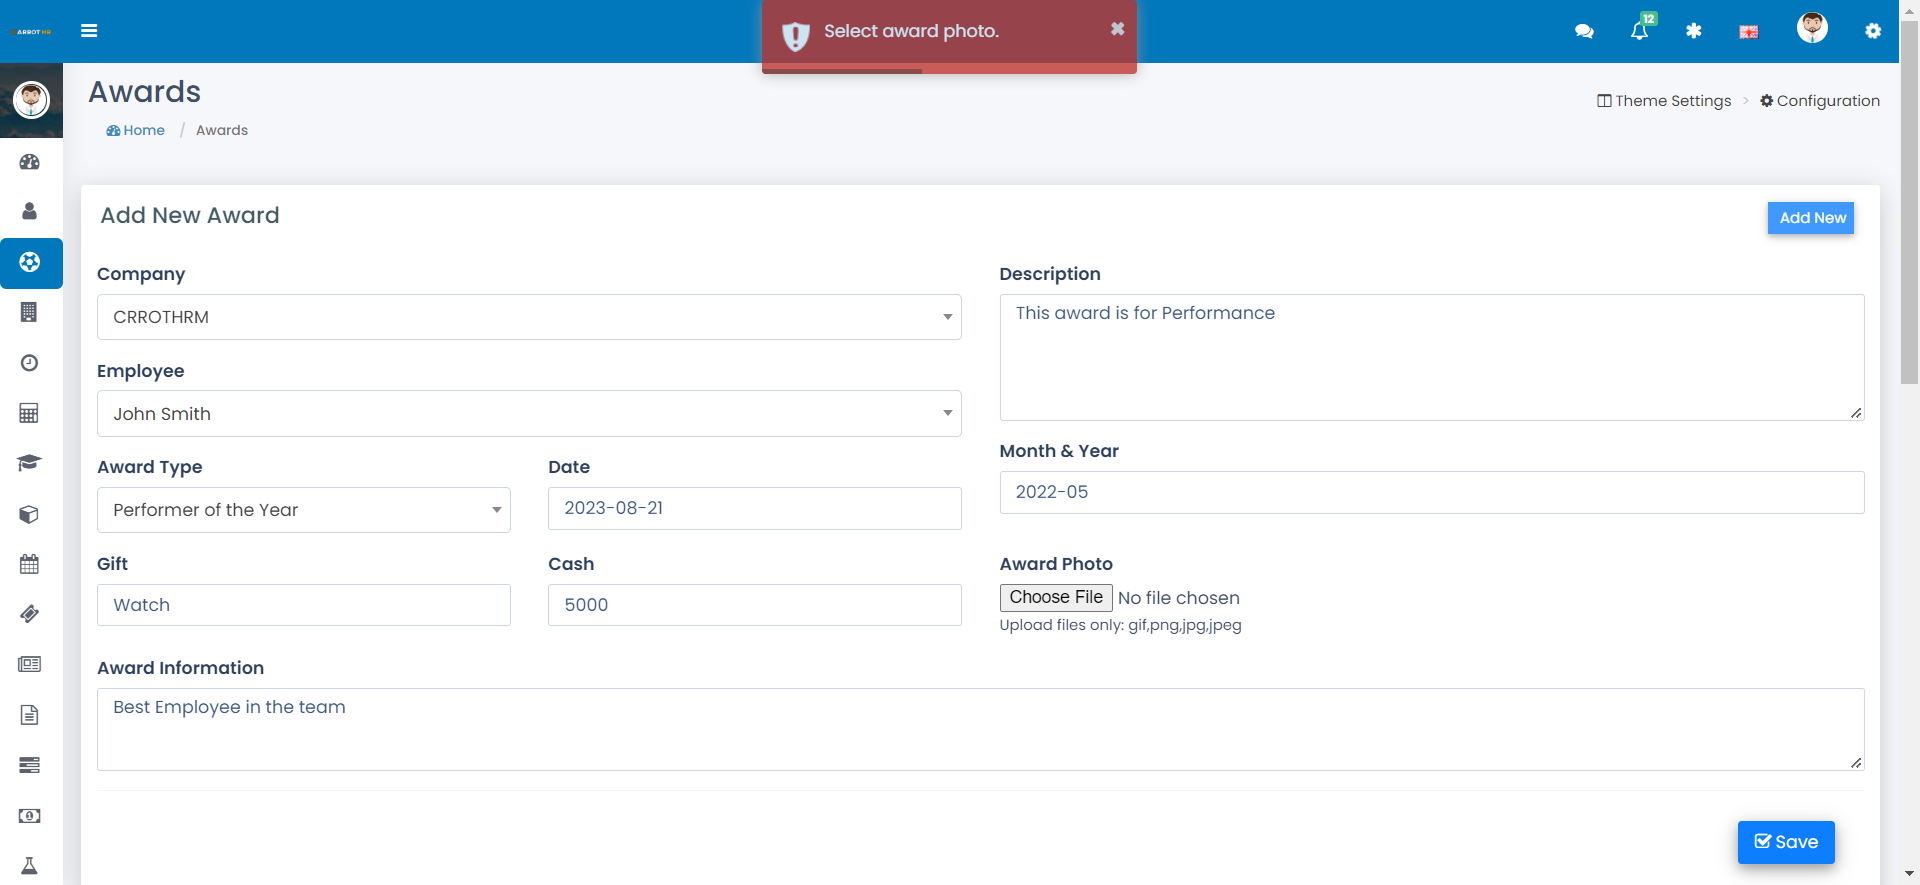 ARROT HR
Select award photo.
12
Awards
Theme Settings > Configuration
Home / Awards
Add New Award
Add New
Company
CRROTHRM
Description
This award is for Performance
Employee
John Smith
Month & Year
2022-05
Award Type
Performer of the Year
Date
2023-08-21
Gift
Watch
Cash
5000
Award Photo
Choose File No file chosen
Upload files only: gif,png,jpg,jpeg
Award Information
Best Employee in the team
Save